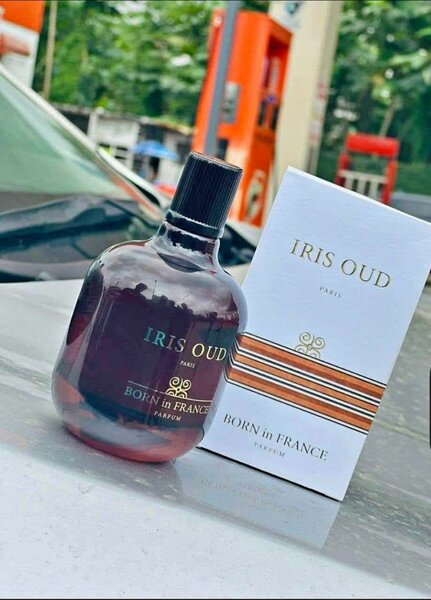 IRIS OUD
PARIS
BORN in FRANCE
PARFUM
IRIS OUD
PARIS
BORN in FRANCE
PARFUM